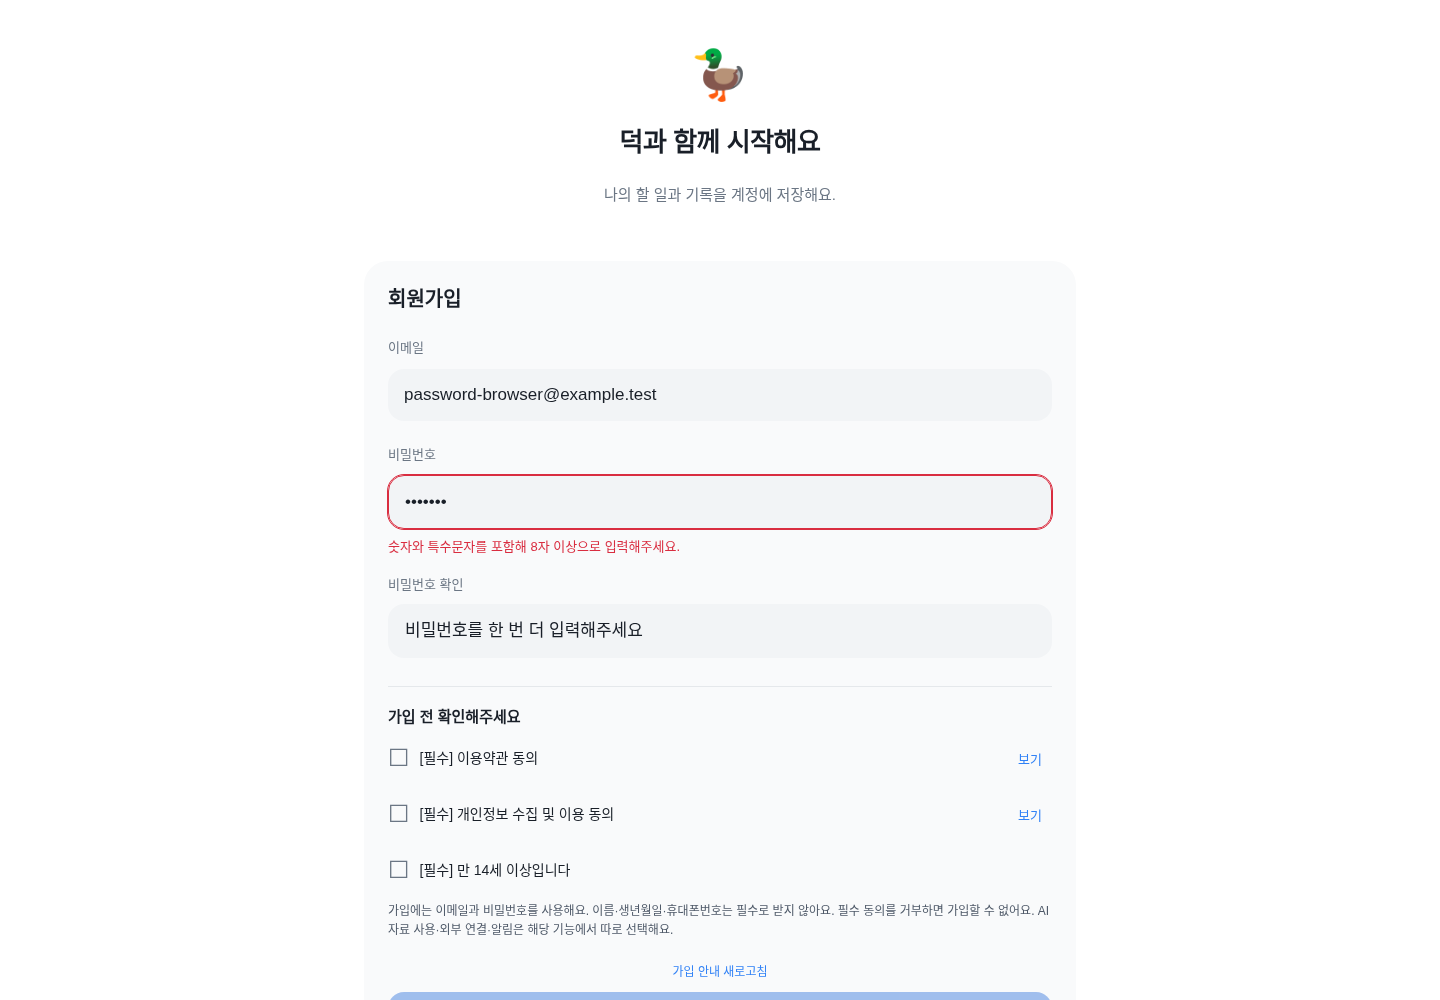 덕과 함께 시작해요
나의 할 일과 기록을 계정에 저장해요.
회원가입
이메일
password-browser@example.test
비밀번호
•••••••
숫자와 특수문자를 포함해 8자 이상으로 입력해주세요.
비밀번호 확인
비밀번호를 한 번 더 입력해주세요
가입 전 확인해주세요
[필수] 이용약관 동의 보기
[필수] 개인정보 수집 및 이용 동의 보기
[필수] 만 14세 이상입니다
가입에는 이메일과 비밀번호를 사용해요. 이름·생년월일·휴대폰번호는 필수로 받지 않아요. 필수 동의를 거부하면 가입할 수 없어요. AI
자료 사용·외부 연결·알림은 해당 기능에서 따로 선택해요.
가입 안내 새로고침